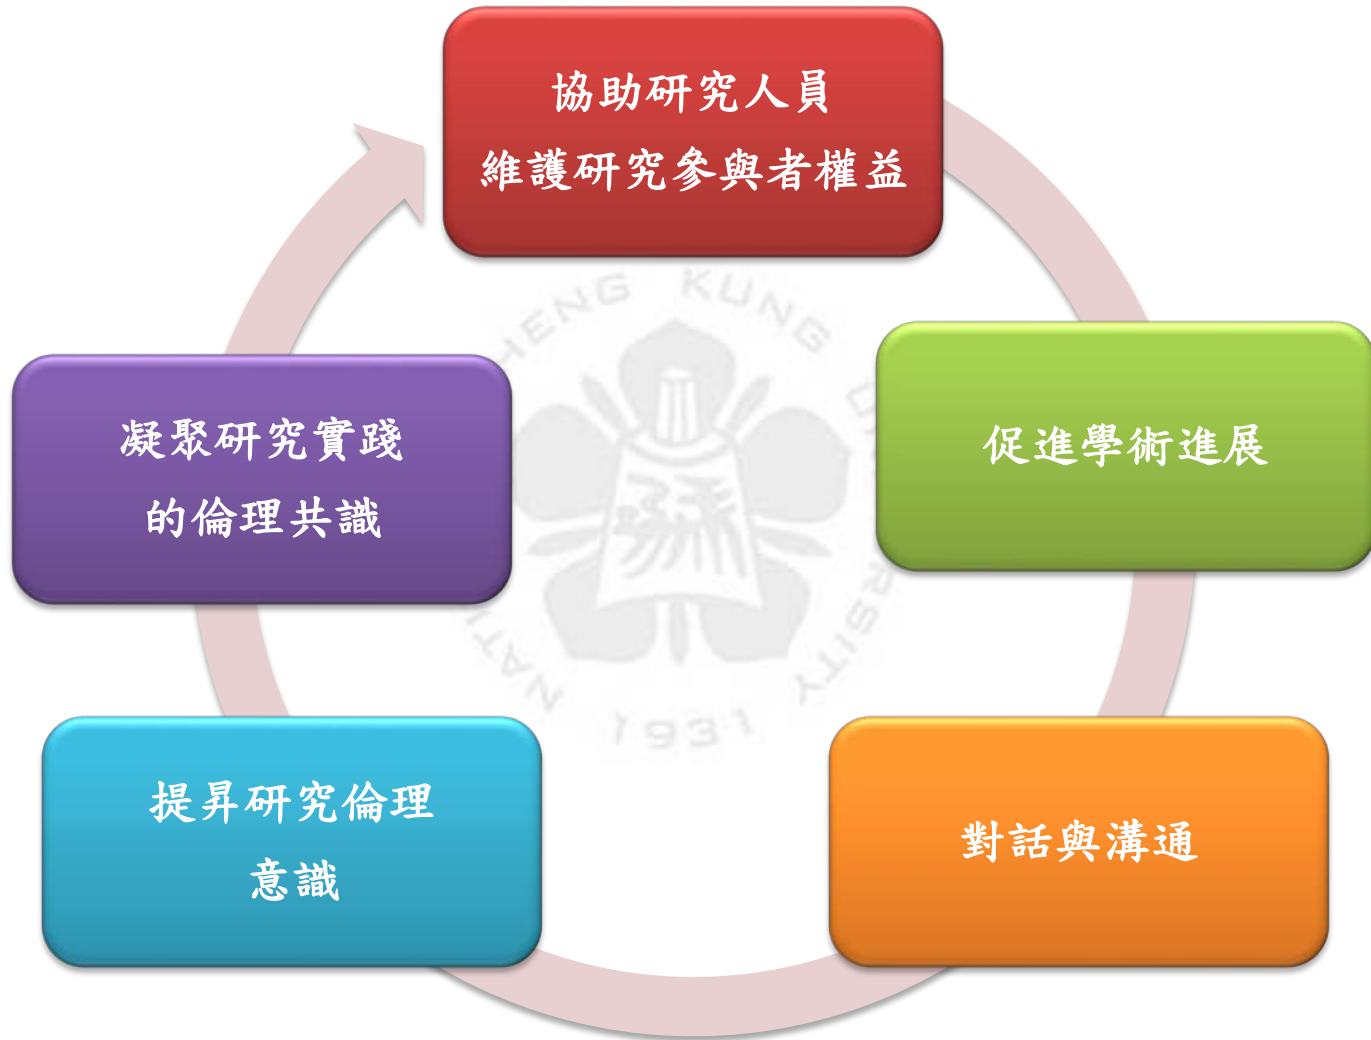 協助研究人員
維護研究參與者權益
促進學術進展
對話與溝通
提昇研究倫理
意識
凝聚研究實踐
的倫理共識
HENG KUNG
1931